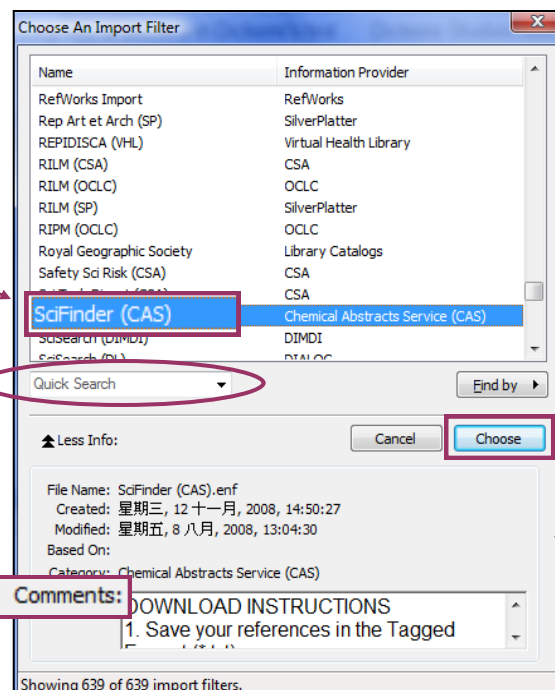 Choose An Import Filter
Name Information Provider
RefWorks Import RefWorks
Rep Art et Arch (SP) SilverPlatter
REPIDISCA (VHL) Virtual Health Library
RILM (CSA) CSA
RILM (OCLC) OCLC
RILM (SP) SilverPlatter
RIPM (OCLC) OCLC
Royal Geographic Society Library Catalogs
Safety Sci Risk (CSA) CSA
CSA
SciFinder (CAS) Chemical Abstracts Service (CAS)
SciSearch (DIMDI) DIMDI
SciSearch (DL) DIALOG
Quick Search Find by
Less Info: Cancel Choose
File Name: SciFinder (CAS).enf
Created: 星期三, 12 十一月, 2008, 14:50:27
Modified: 星期五, 8 八月, 2008, 13:04:30
Based On:
Category: Chemical Abstracts Service (CAS)
Comments: DOWNLOAD INSTRUCTIONS
1. Save your references in the Tagged
Showing 639 of 639 import filters.